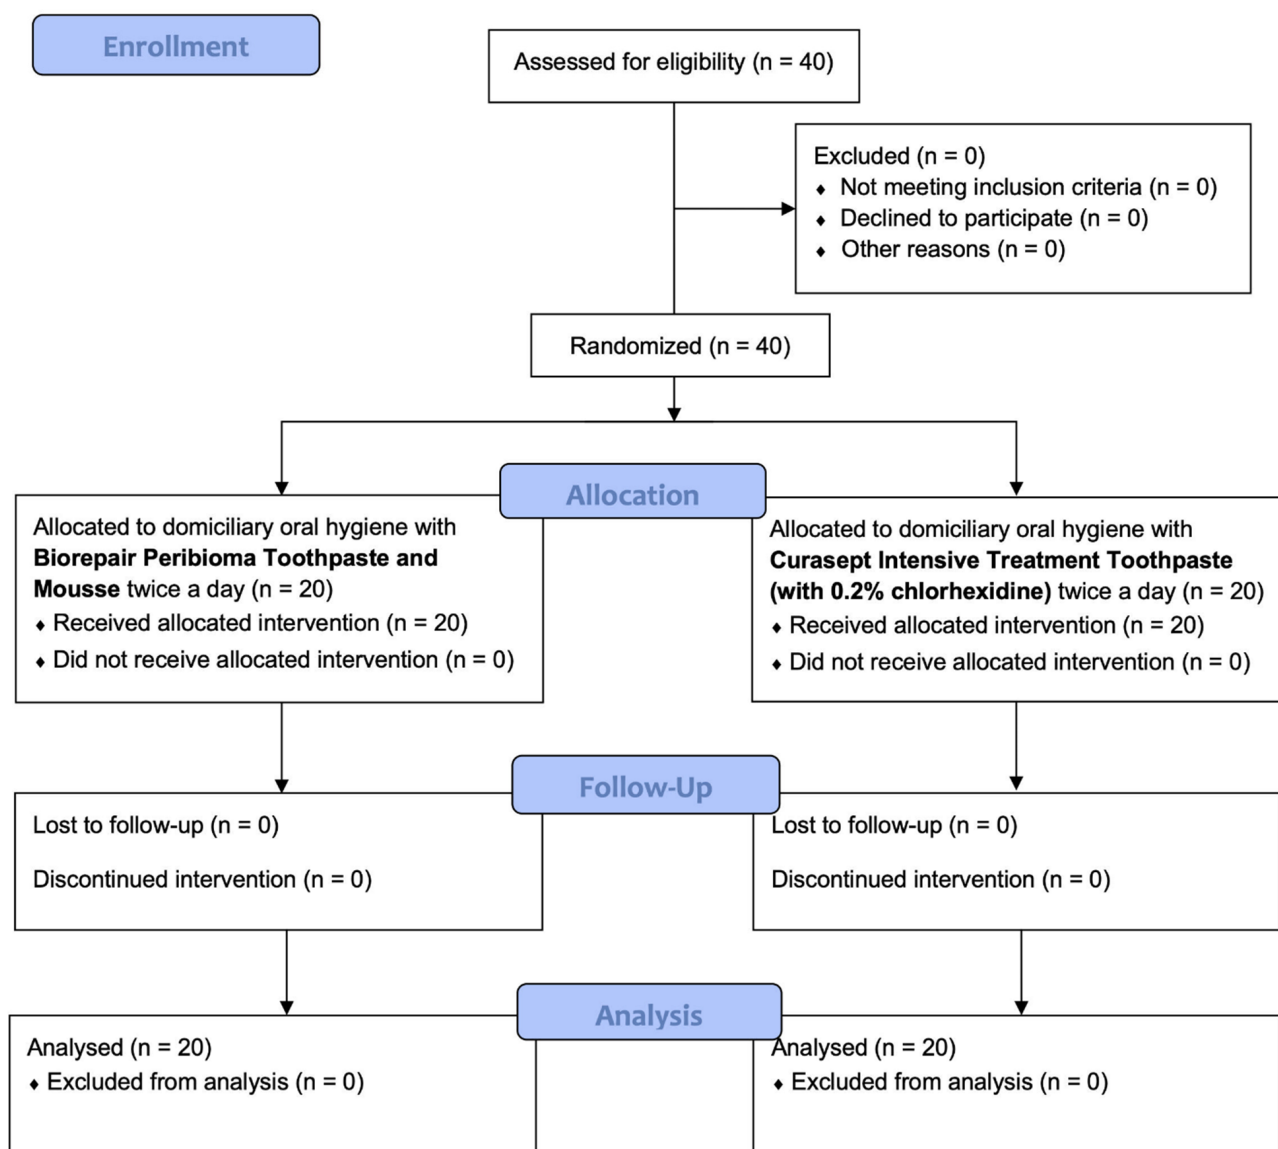 Enrollment
Assessed for eligibility (n = 40)
Excluded (n = 0)
♦ Not meeting inclusion criteria (n = 0)
♦ Declined to participate (n = 0)
♦ Other reasons (n = 0)
Randomized (n = 40)
Allocation
Allocated to domiciliary oral hygiene with
Biorepair Peribioma Toothpaste and
Mousse twice a day (n = 20)
♦ Received allocated intervention (n = 20)
♦ Did not receive allocated intervention (n = 0)
Allocated to domiciliary oral hygiene with
Curasept Intensive Treatment Toothpaste
(with 0.2% chlorhexidine) twice a day (n = 20)
♦ Received allocated intervention (n = 20)
♦ Did not receive allocated intervention (n = 0)
Follow-Up
Lost to follow-up (n = 0)
Discontinued intervention (n = 0)
Lost to follow-up (n = 0)
Discontinued intervention (n = 0)
Analysis
Analysed (n = 20)
♦ Excluded from analysis (n = 0)
Analysed (n = 20)
♦ Excluded from analysis (n = 0)